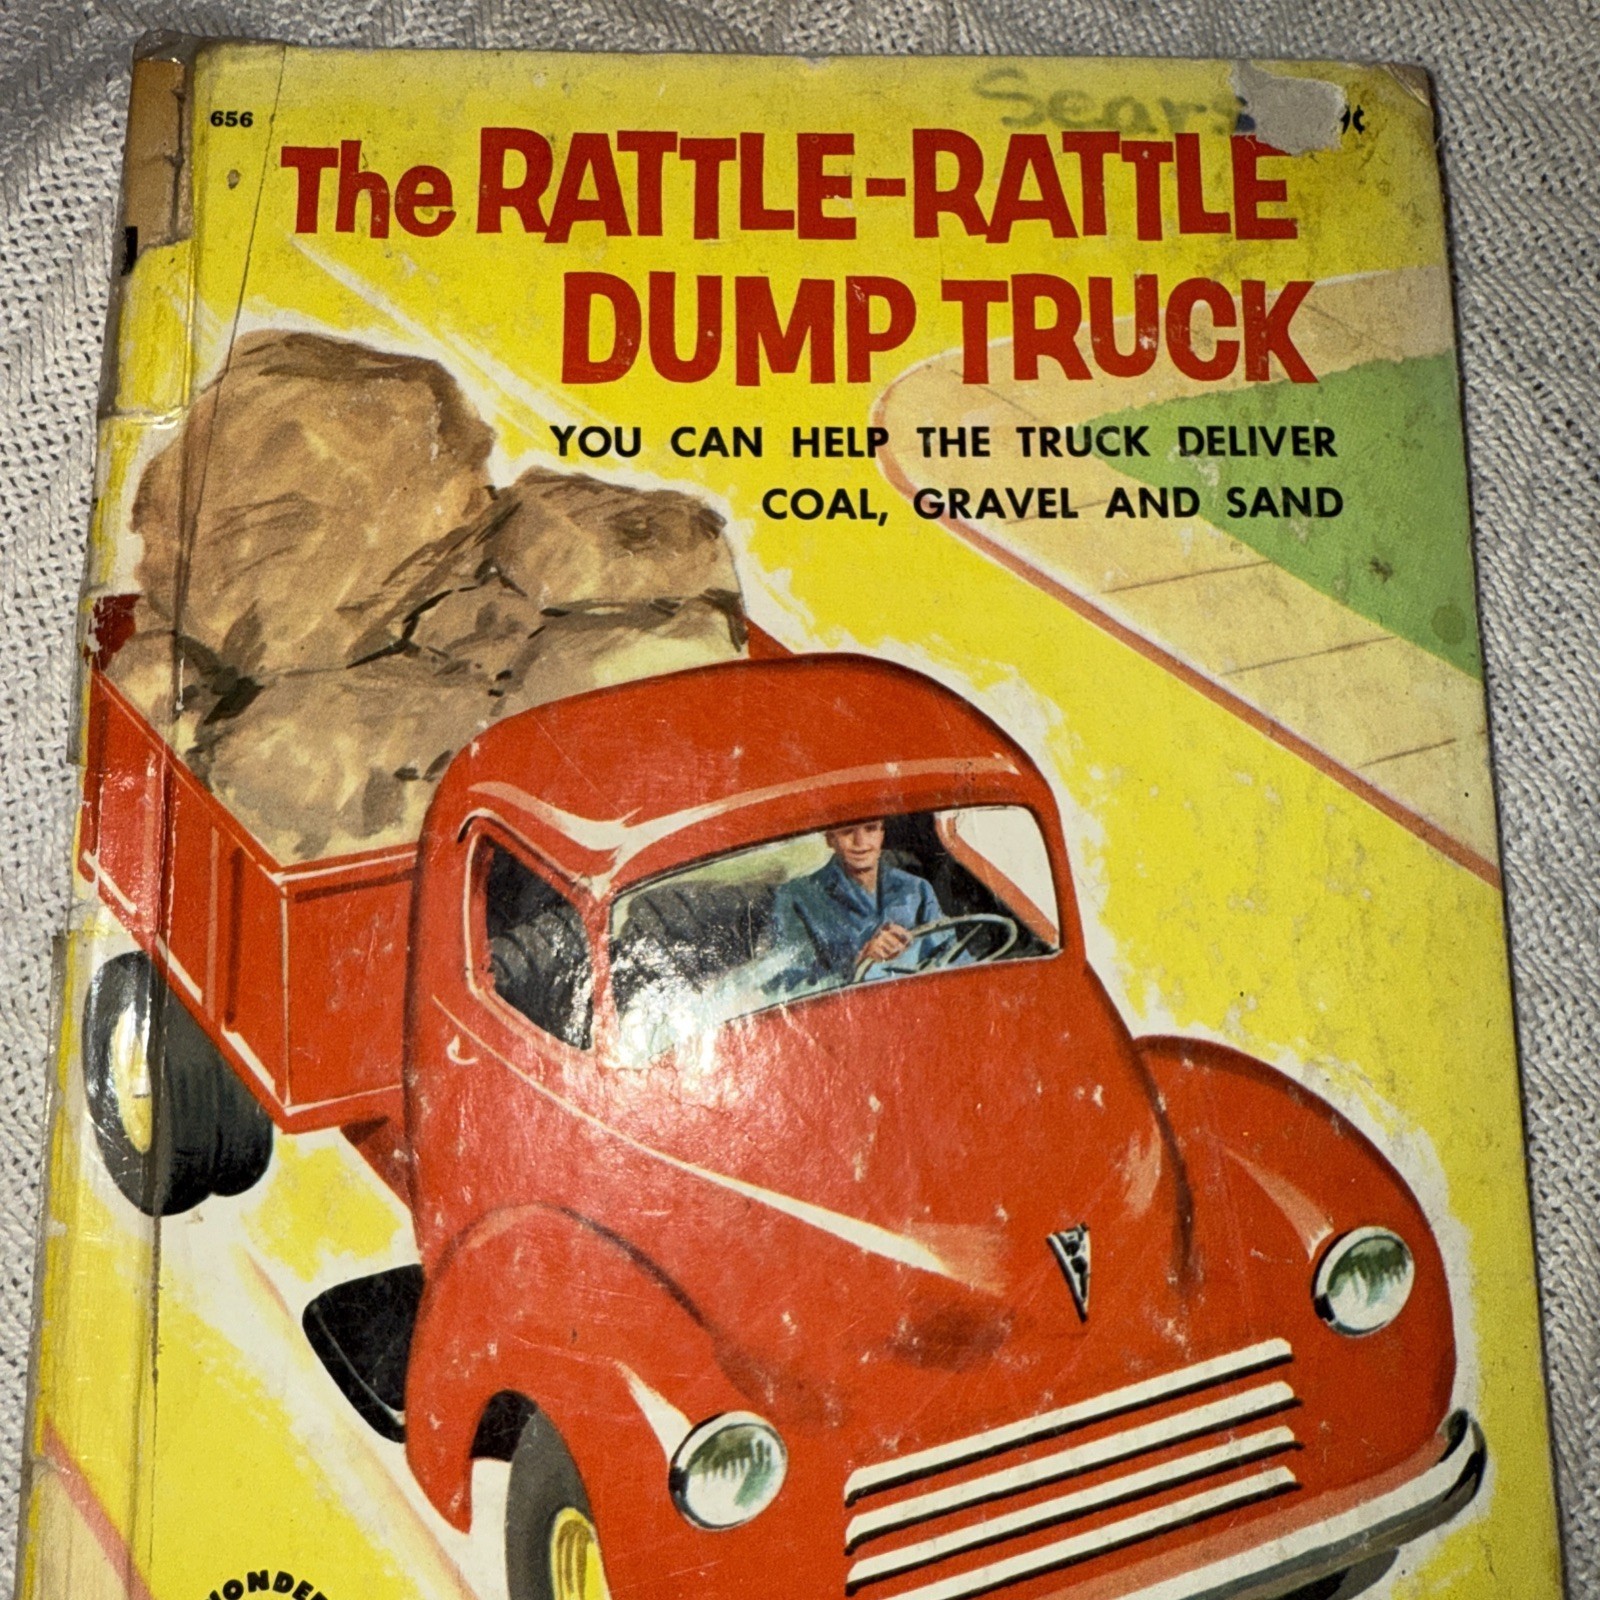 Sears
656
The RATTLE-RATTLE
DUMP TRUCK
YOU CAN HELP THE TRUCK DELIVER
COAL, GRAVEL AND SAND
V